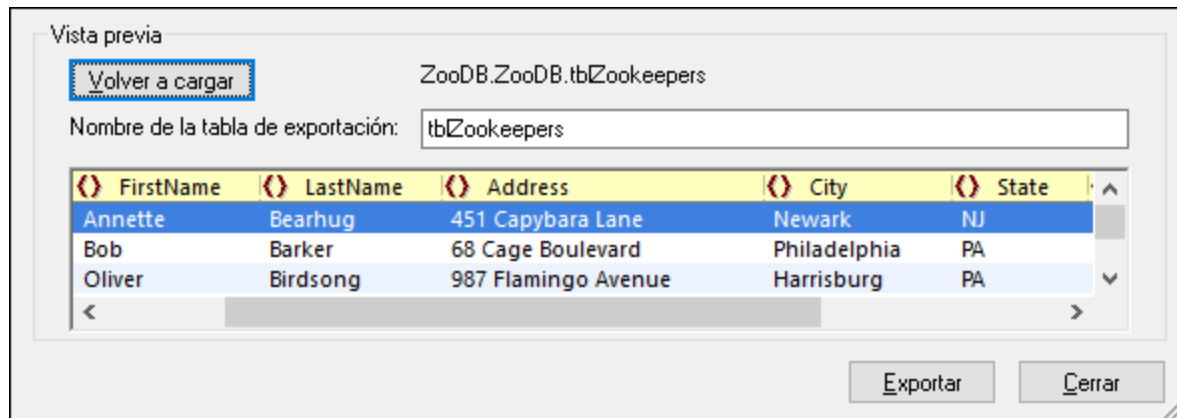 Vista previa
Volver a cargar ZooDB.ZooDB.tblZookeepers
Nombre de la tabla de exportación: tblZookeepers
FirstName LastName Address City State
Annette Bearhug 451 Capybara Lane Newark NJ
Bob Barker 68 Cage Boulevard Philadelphia PA
Oliver Birdsong 987 Flamingo Avenue Harrisburg PA
Exportar Cerrar